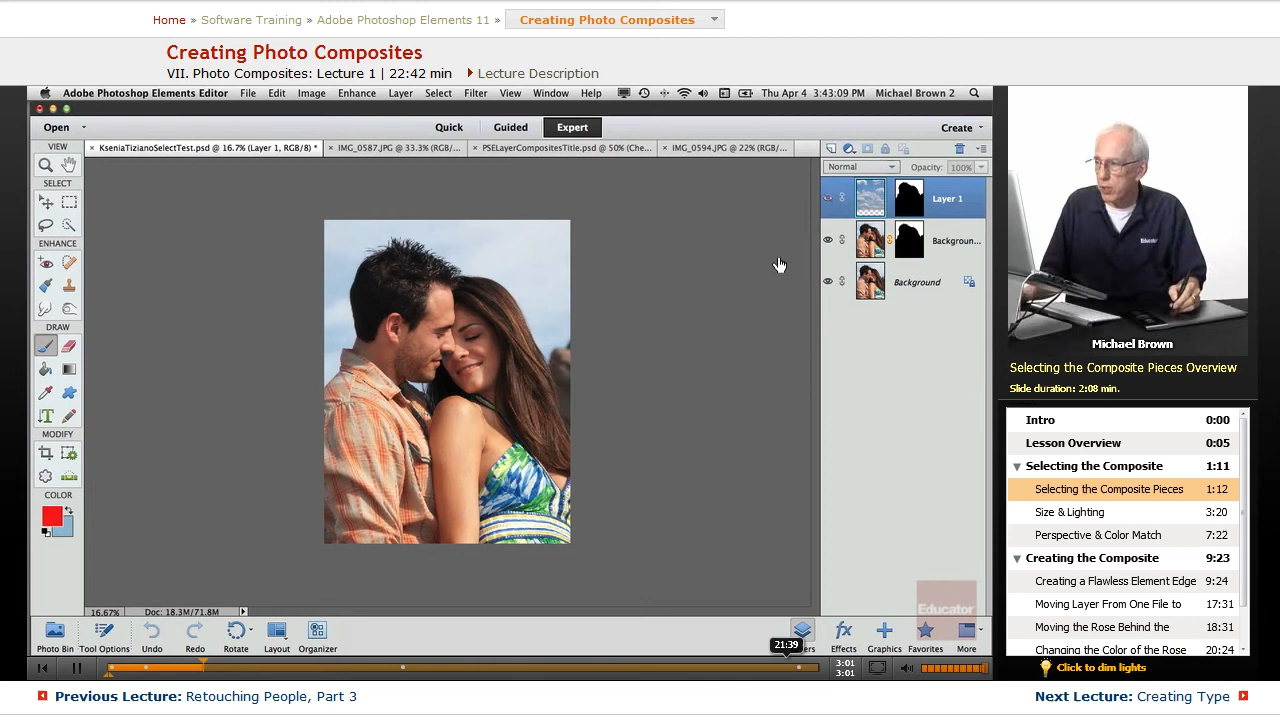 Home » Software Training » Adobe Photoshop Elements 11 » Creating Photo Composites
Creating Photo Composites
VII. Photo Composites: Lecture 1 | 22:42 min Lecture Description
Adobe Photoshop Elements Editor File Edit Image Enhance Layer Select Filter View Window Help Thu Apr 4 3:43:09 PM Michael Brown 2
Open Quick Guided Expert Create
VIEW
× KseniaTizianoSelectTest.psd @ 16.7% (Layer 1, RGB/8) * × IMG_0587.JPG @ 33.3% (RGB/... × PSELayerCompositesTitle.psd @ 50% (Che... × IMG_0594.JPG @ 22% (RGB/...
Normal Opacity: 100%
SELECT
Layer 1
ENHANCE
Backgroun...
Background
DRAW
MODIFY
COLOR
16.67% Doc: 18.3M/71.8M
Photo Bin Tool Options Undo Redo Rotate Layout Organizer
Effects Graphics Favorites More
Educator
21:39
3:01
3:01
Educator
Michael Brown
Selecting the Composite Pieces Overview
Slide duration: 2:08 min.
Intro 0:00
Lesson Overview 0:05
Selecting the Composite 1:11
Selecting the Composite Pieces 1:12
Size & Lighting 3:20
Perspective & Color Match 7:22
Creating the Composite 9:23
Creating a Flawless Element Edge 9:24
Moving Layer From One File to 17:31
Moving the Rose Behind the 18:31
Changing the Color of the Rose 20:24
Click to dim lights
Previous Lecture: Retouching People, Part 3
Next Lecture: Creating Type